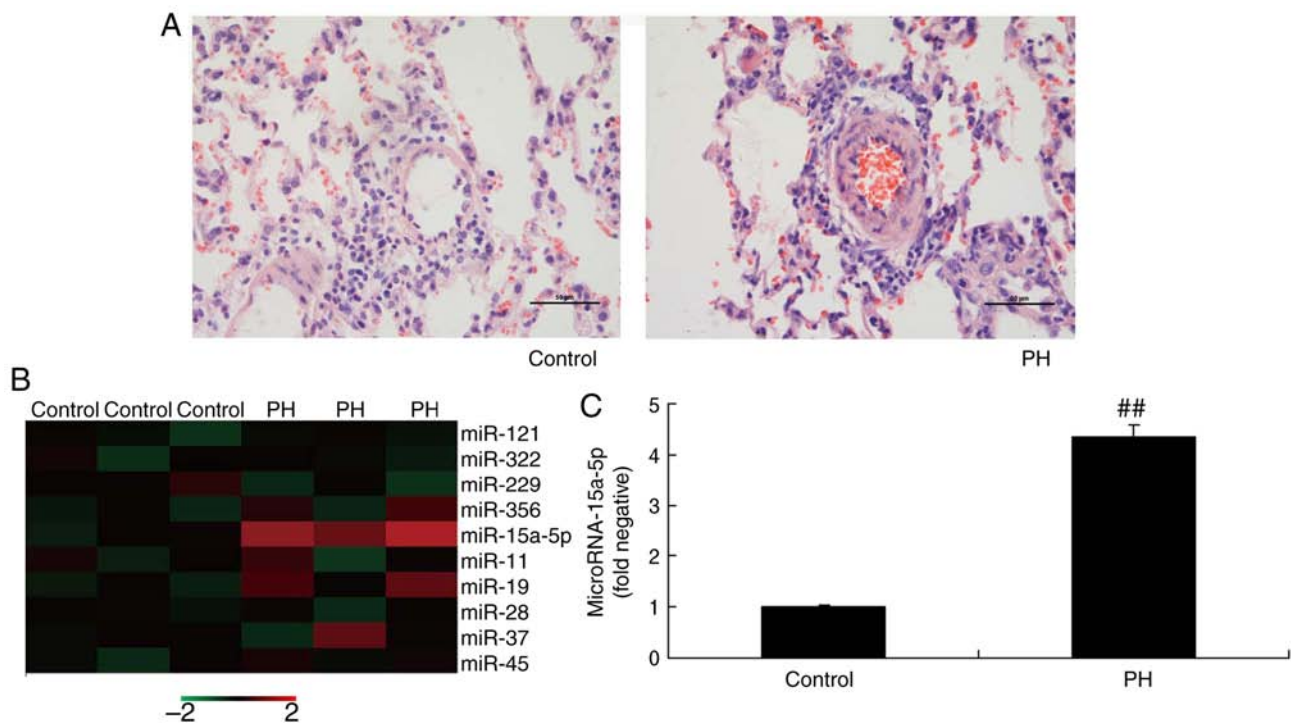 A
50 µm
Control
PH
B
Control Control Control PH PH PH
miR-121
miR-322
miR-229
miR-356
miR-15a-5p
miR-11
miR-19
miR-28
miR-37
miR-45
−2 2
C
MicroRNA-15a-5p
(fold negative)
5
4
3
2
1
0
##
Control
PH